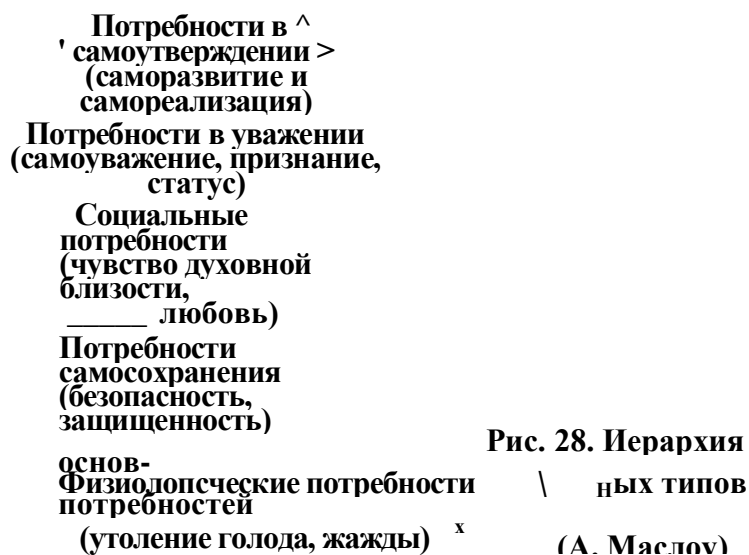 Потребности в ^
' самоутверждении >
(саморазвитие и
самореализация)
Потребности в уважении
(самоуважение, признание,
статус)
Социальные
потребности
(чувство духовной
близости,
_____ любовь)
Потребности
самосохранения
(безопасность,
защищенность)
Рис. 28. Иерархия
основ-
Физиолопсческие потребности \ ных типов
потребностей
(утоление голода, жажды) х
(А. Маслоу)